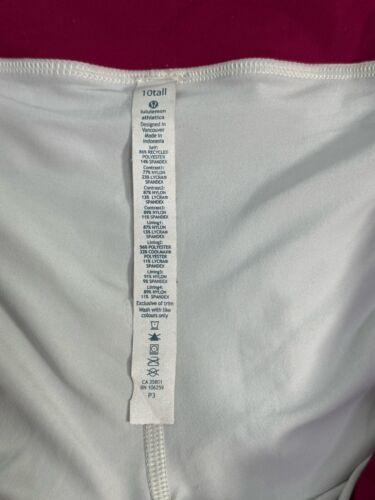 10tall
lululemon
athletica
Designed in
Vancouver
Made in
Indonesia
Self:
86% RECYCLED
POLYESTER
14% SPANDEX
Contrast1:
77% NYLON
23% LYCRA®
SPANDEX
Contrast2:
87% NYLON
13% LYCRA®
SPANDEX
Contrast3:
89% NYLON
11% SPANDEX
Lining1:
87% NYLON
13% LYCRA®
SPANDEX
Lining2:
56% POLYESTER
33% COOLMAX®
POLYESTER
11% LYCRA®
SPANDEX
Lining3:
91% NYLON
9% SPANDEX
Lining4:
89% NYLON
11% SPANDEX
Exclusive of trim
Wash with like
colours only
CA 35801
RN 106259
P3